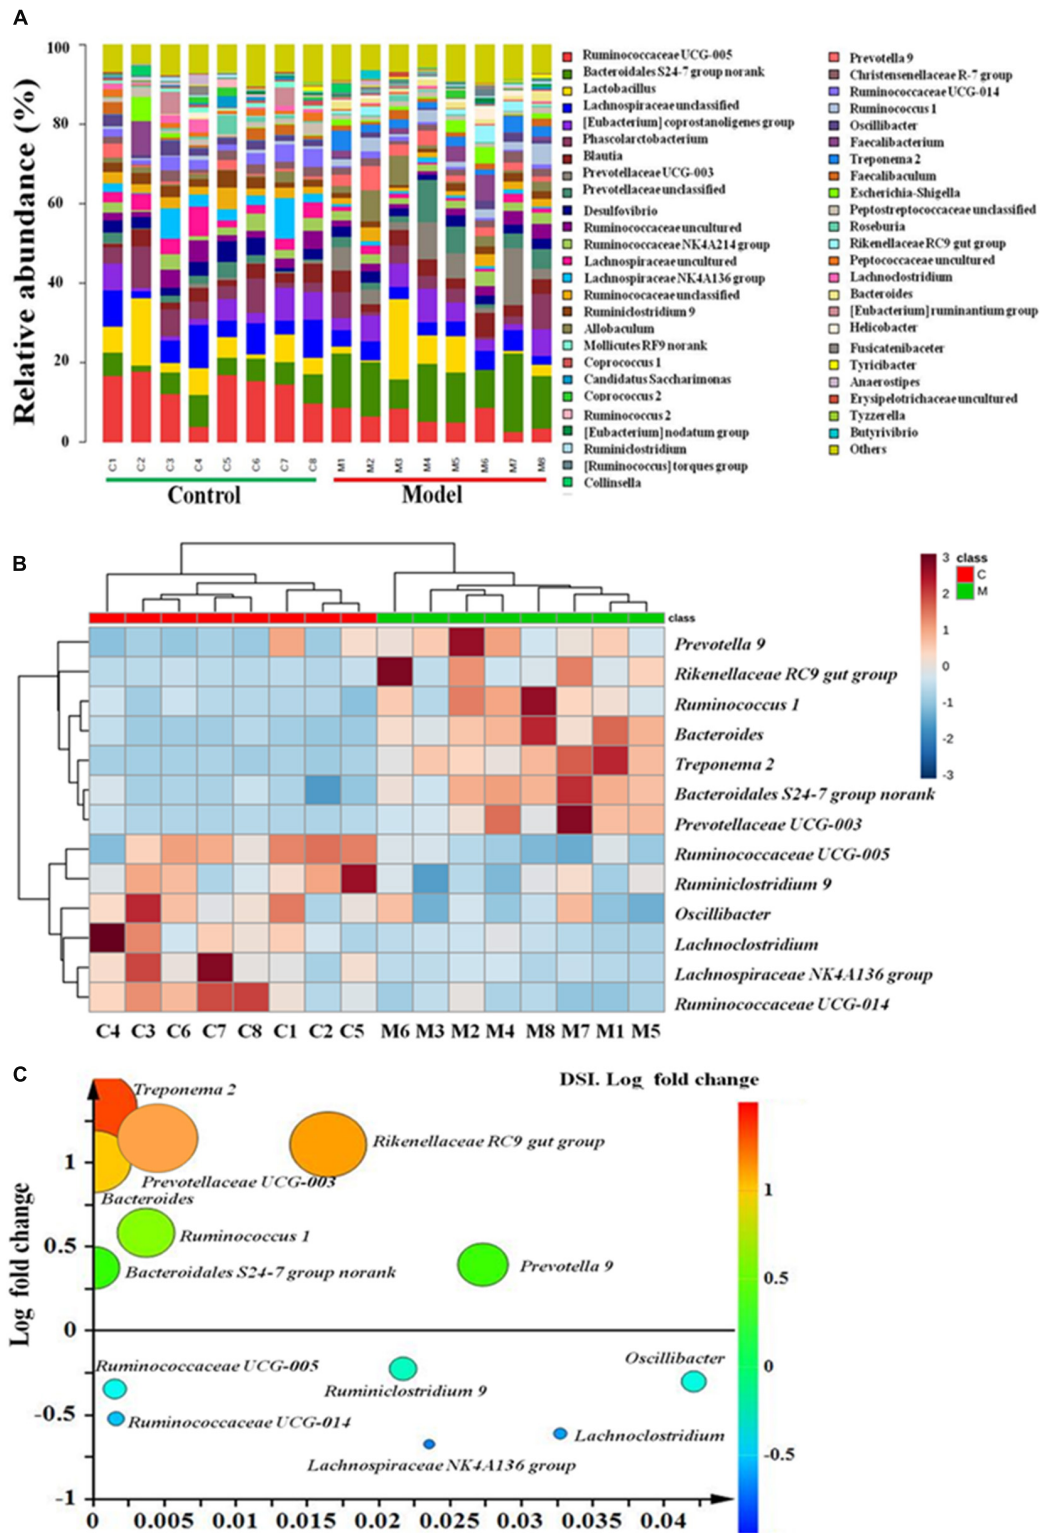 A
Relative abundance (%)
100
80
60
40
20
0
C1 C2 C3 C4 C5 C6 C7 C8 M1 M2 M3 M4 M5 M6 M7 M8
Control
Model
Ruminococcaceae UCG-005
Bacteroidales S24-7 group norank
Lactobacillus
Lachnospiraceae unclassified
[Eubacterium] coprostanoligenes group
Phascolarctobacterium
Blautia
Prevotellaceae UCG-003
Prevotellaceae unclassified
Desulfovibrio
Ruminococcaceae uncultured
Ruminococcaceae NK4A214 group
Lachnospiraceae uncultured
Lachnospiraceae NK4A136 group
Ruminococaceae unclassified
Ruminiclostridium 9
Allobaculum
Mollicutes RF9 norank
Coprococcus 1
Candidatus Saccharimonas
Coprococcus 2
Ruminococcus 2
[Eubacterium] nodatum group
Ruminiclostridium
[Ruminococcus] torques group
Collinsella
Prevotella 9
Christensenellaceae R-7 group
Ruminococcaceae UCG-014
Ruminococcus 1
Oscillibacter
Faecalibacterium
Treponema 2
Faecalibaculum
Escherichia-Shigella
Peptostreptococcaceae unclassified
Roseburia
Rikenellaceae RC9 gut group
Peptococcaceae uncultured
Lachnoclostridium
Bacteroides
[Eubacterium] ruminantium group
Helicobacter
Fusicatenibaceter
Tyricibacter
Anaerostipes
Erysipelotrichaceae uncultured
Tyzzerella
Butyrivibrio
Others
B
class
Prevotella 9
Rikenellaceae RC9 gut group
Ruminococcus 1
Bacteroides
Treponema 2
Bacteroidales S24-7 group norank
Prevotellaceae UCG-003
Ruminococcaceae UCG-005
Ruminiclostridium 9
Oscillibacter
Lachnoclostridium
Lachnospiraceae NK4A136 group
Ruminococcaceae UCG-014
C4 C3 C6 C7 C8 C1 C2 C5 M6 M3 M2 M4 M8 M7 M1 M5
3
2
1
0
-1
-2
-3
class
C
M
C
DSI. Log fold change
Log fold change
1
0.5
0
-0.5
-1
Treponema 2
Rikenellaceae RC9 gut group
Prevotellaceae UCG-003
Bacteroides
Ruminococcus 1
Bacteroidales S24-7 group norank
Prevotella 9
Ruminococcaceae UCG-005
Oscillibacter
Ruminiclostridium 9
Ruminococcaceae UCG-014
Lachnoclostridium
Lachnospiraceae NK4A136 group
0 0.005 0.01 0.015 0.02 0.025 0.03 0.035 0.04
1
0.5
0
-0.5